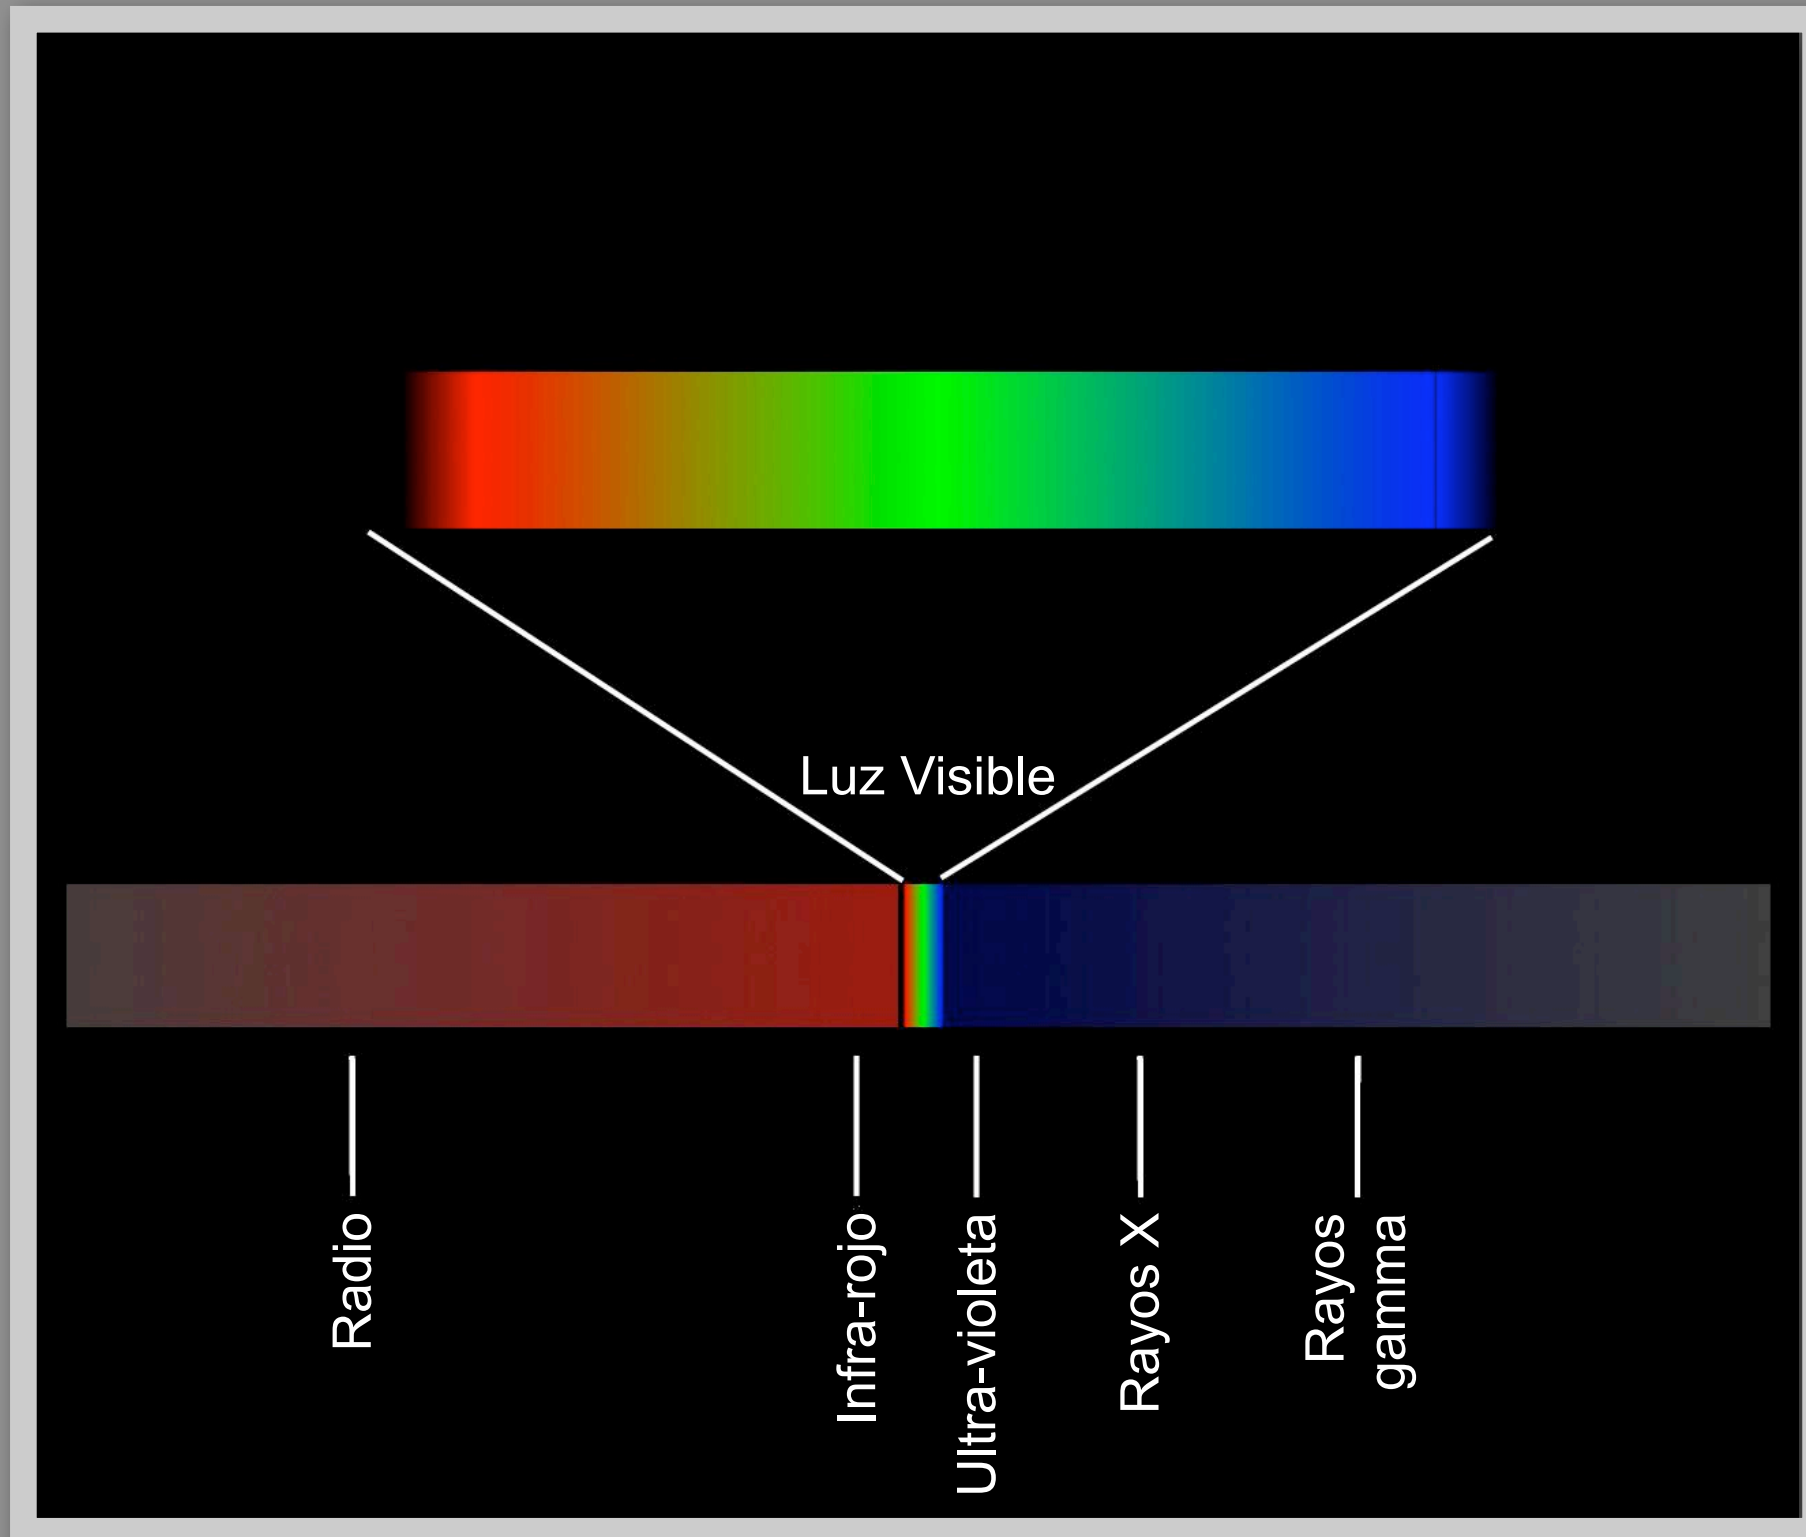 Luz Visible
Radio
Infra-rojo
Ultra-violeta
Rayos X
Rayos
gamma